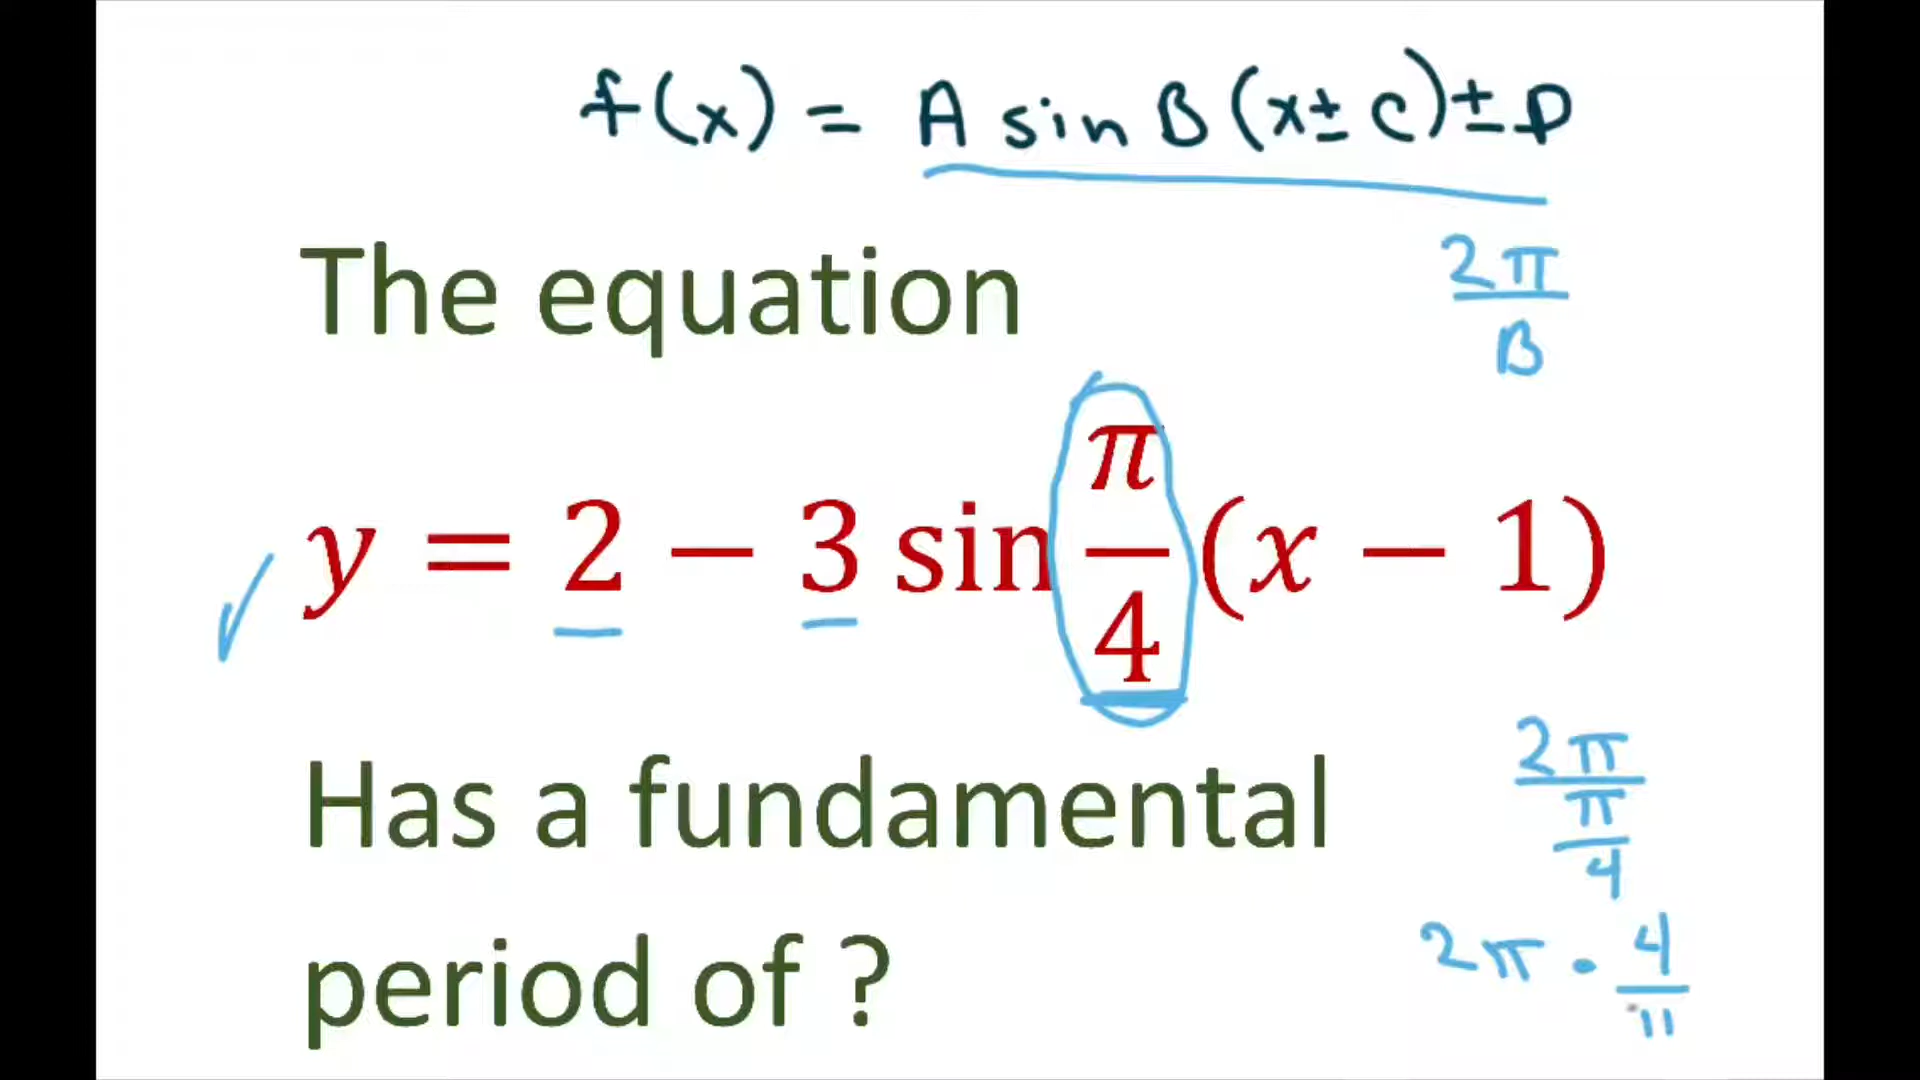 f(x) = A sin B(x ± C) ± D
The equation
2π/B
y = 2 − 3 sin π/4 (x − 1)
Has a fundamental
2π/(π/4)
period of ?
2π · 4/π